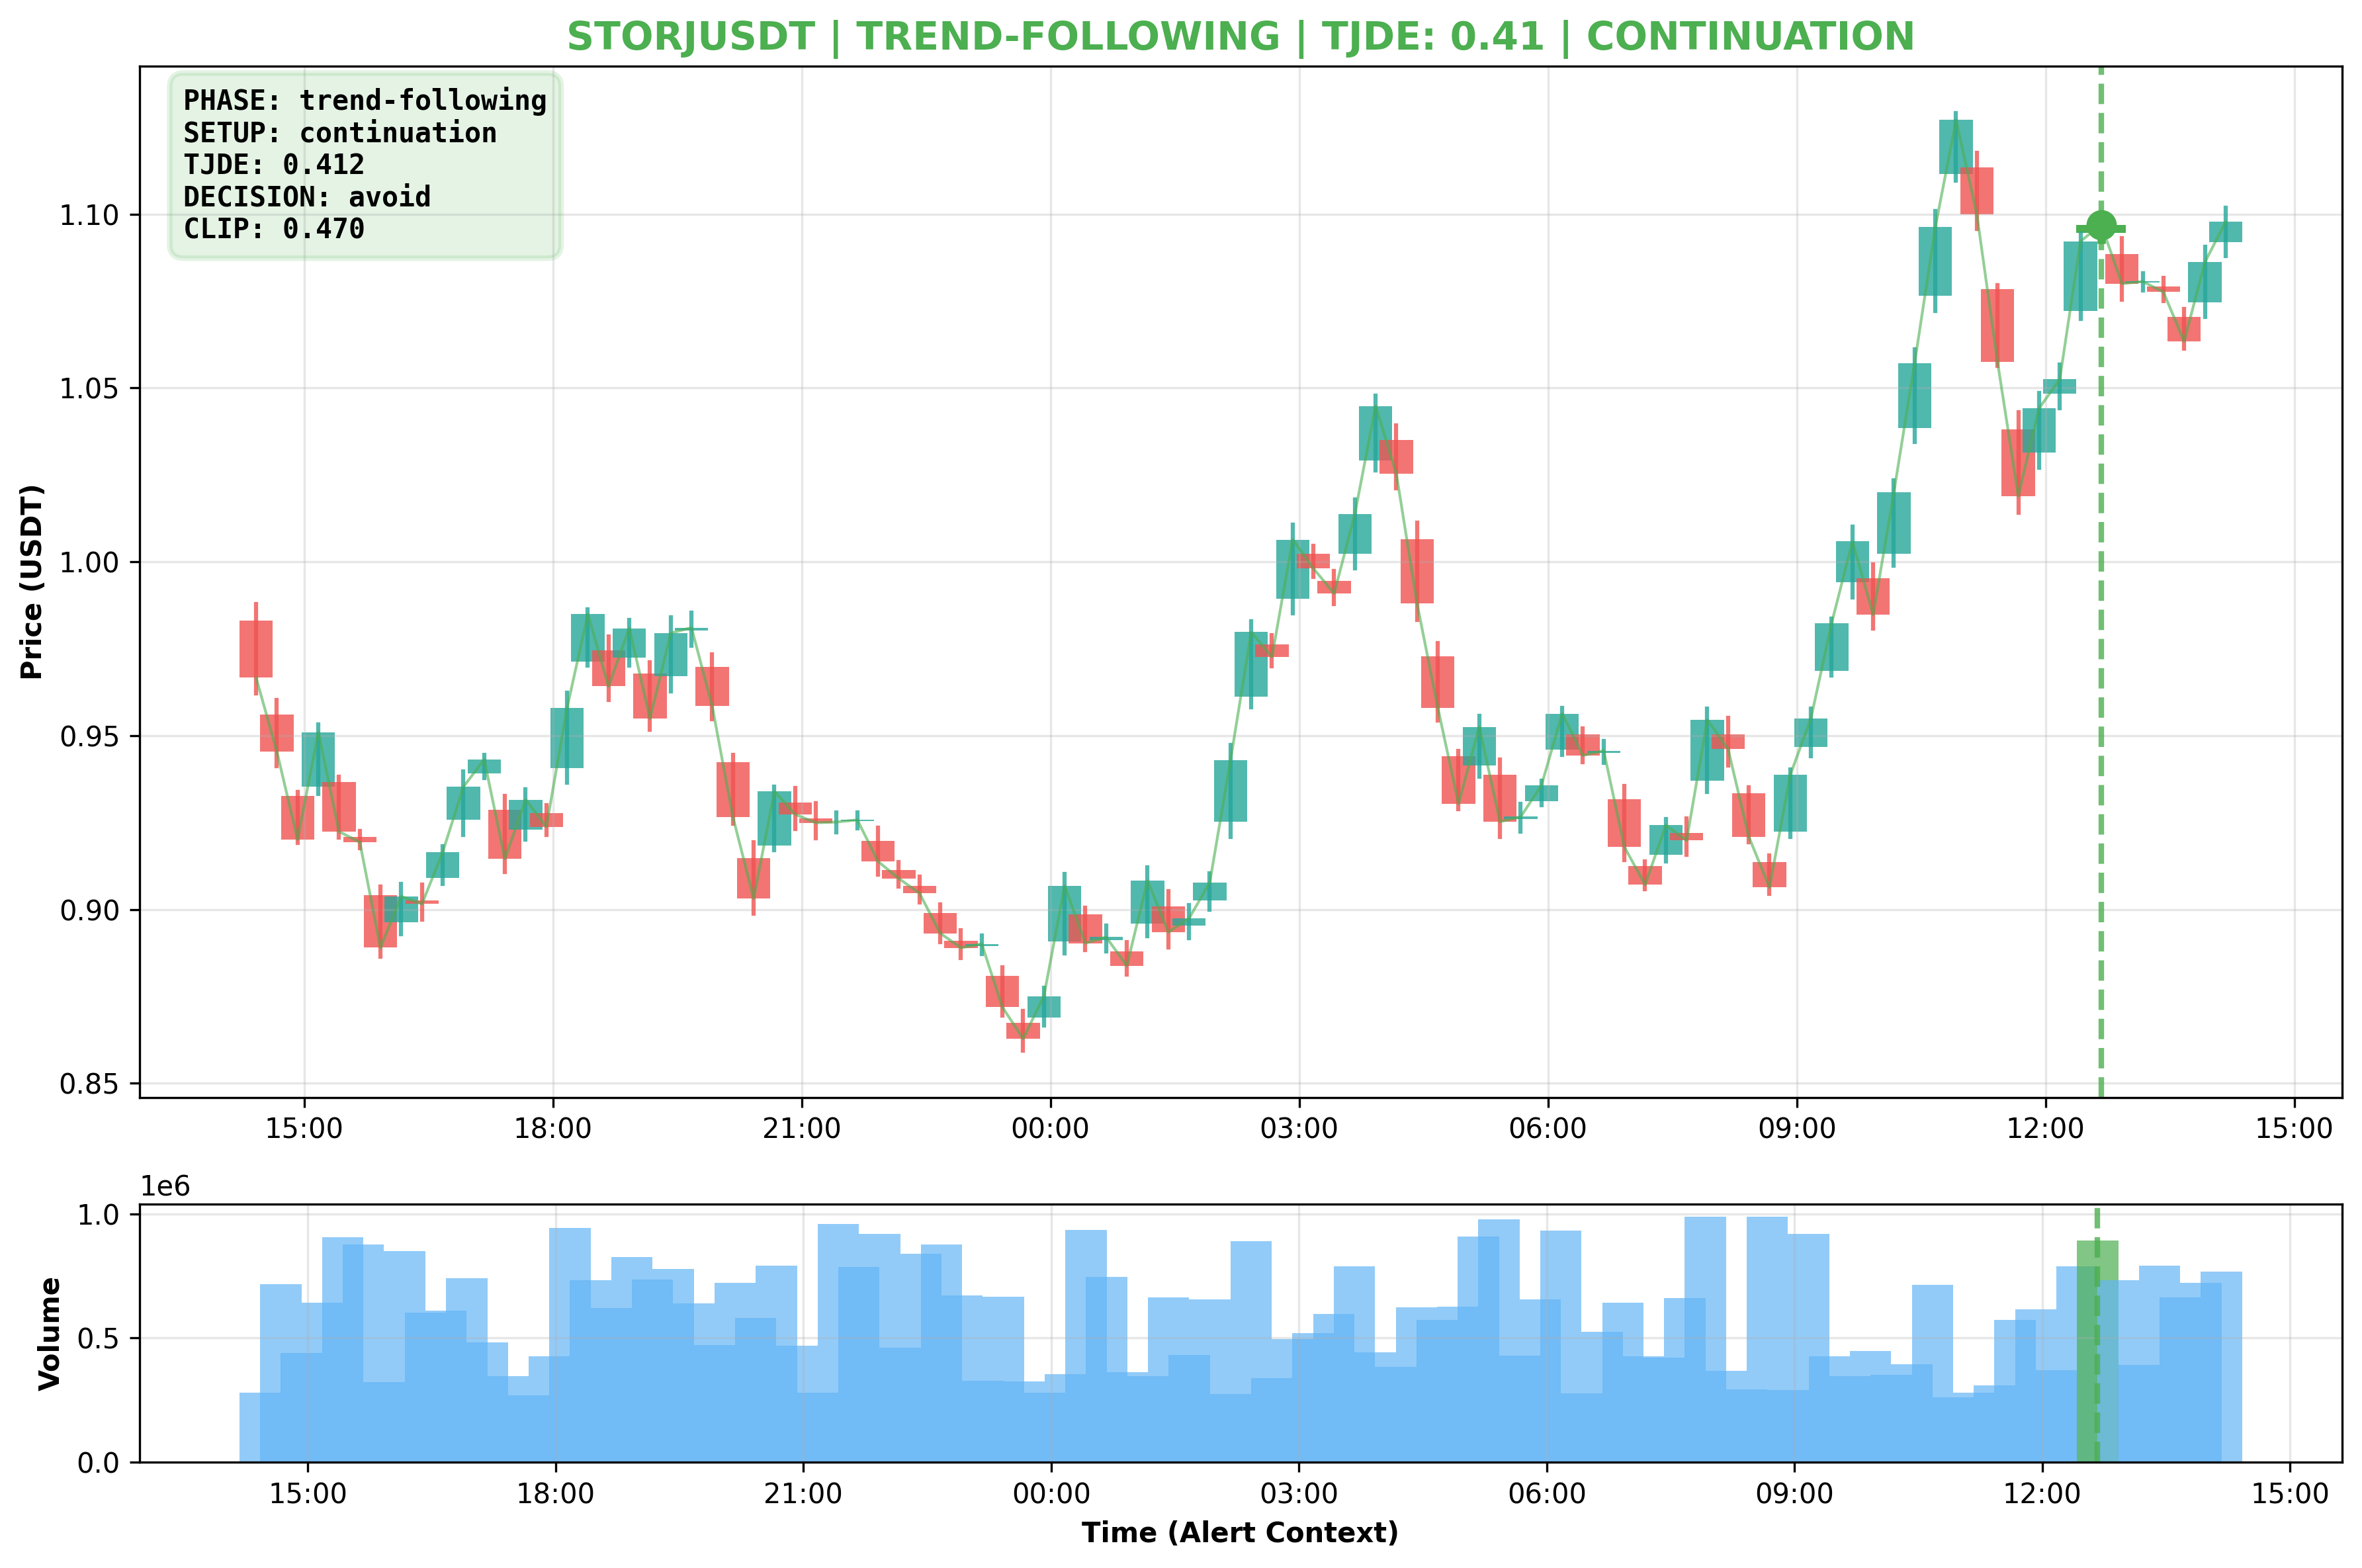 STORJUSDT | TREND-FOLLOWING | TJDE: 0.41 | CONTINUATION
PHASE: trend-following
SETUP: continuation
TJDE: 0.412
DECISION: avoid
CLIP: 0.470
Price (USDT)
1.10
1.05
1.00
0.95
0.90
0.85
15:00 18:00 21:00 00:00 03:00 06:00 09:00 12:00 15:00
1e6
Volume
1.0
0.5
0.0
15:00 18:00 21:00 00:00 03:00 06:00 09:00 12:00 15:00
Time (Alert Context)